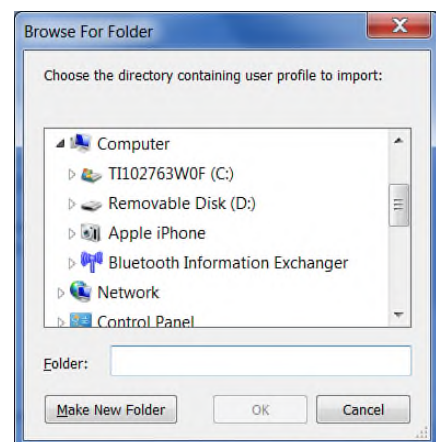 Browse For Folder
X
Choose the directory containing user profile to import:
Computer
TI102763W0F (C:)
Removable Disk (D:)
Apple iPhone
Bluetooth Information Exchanger
Network
Control Panel
Folder:
Make New Folder OK Cancel